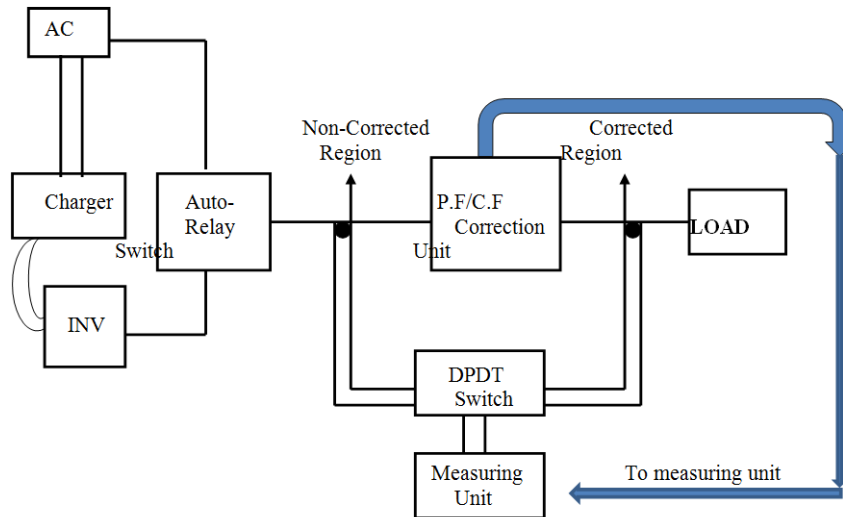 AC
Non-Corrected
Region
Corrected
Region
Charger
Auto-
Relay
Switch
P.F/C.F
Correction
Unit
LOAD
INV
DPDT
Switch
Measuring
Unit
To measuring unit